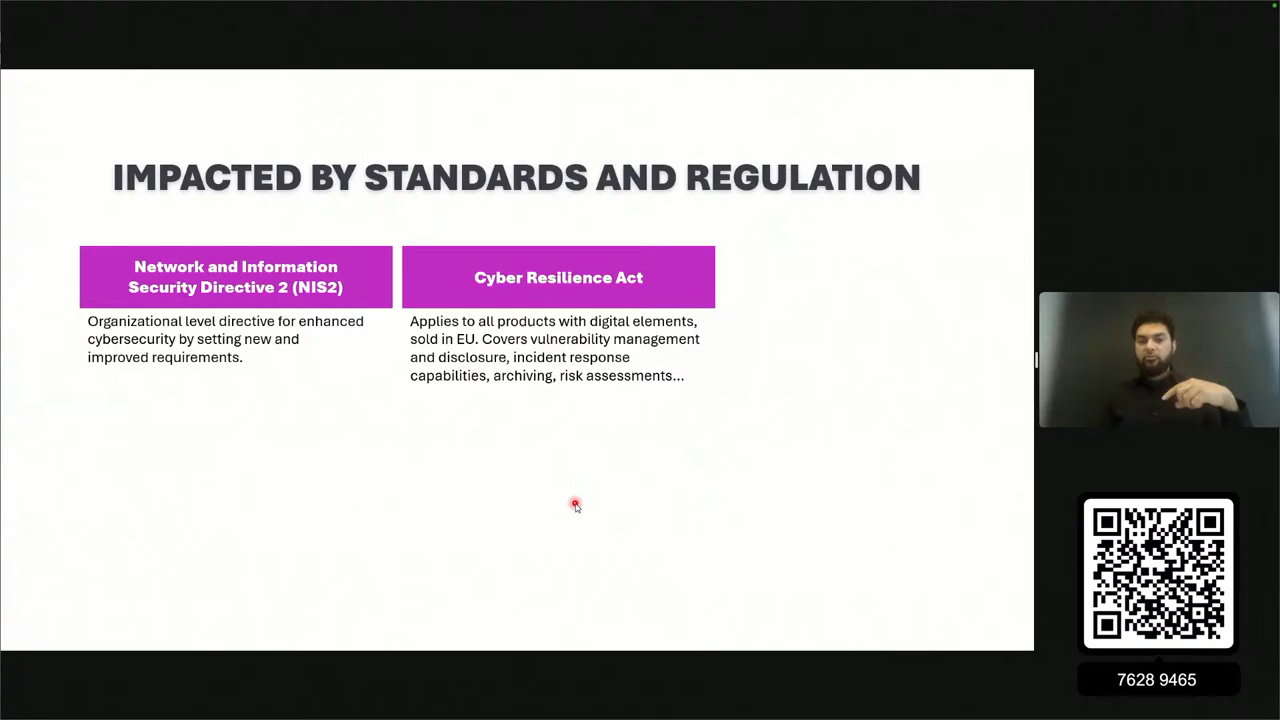 IMPACTED BY STANDARDS AND REGULATION
Network and Information
Security Directive 2 (NIS2)
Organizational level directive for enhanced
cybersecurity by setting new and
improved requirements.
Cyber Resilience Act
Applies to all products with digital elements,
sold in EU. Covers vulnerability management
and disclosure, incident response
capabilities, archiving, risk assessments...
7628 9465